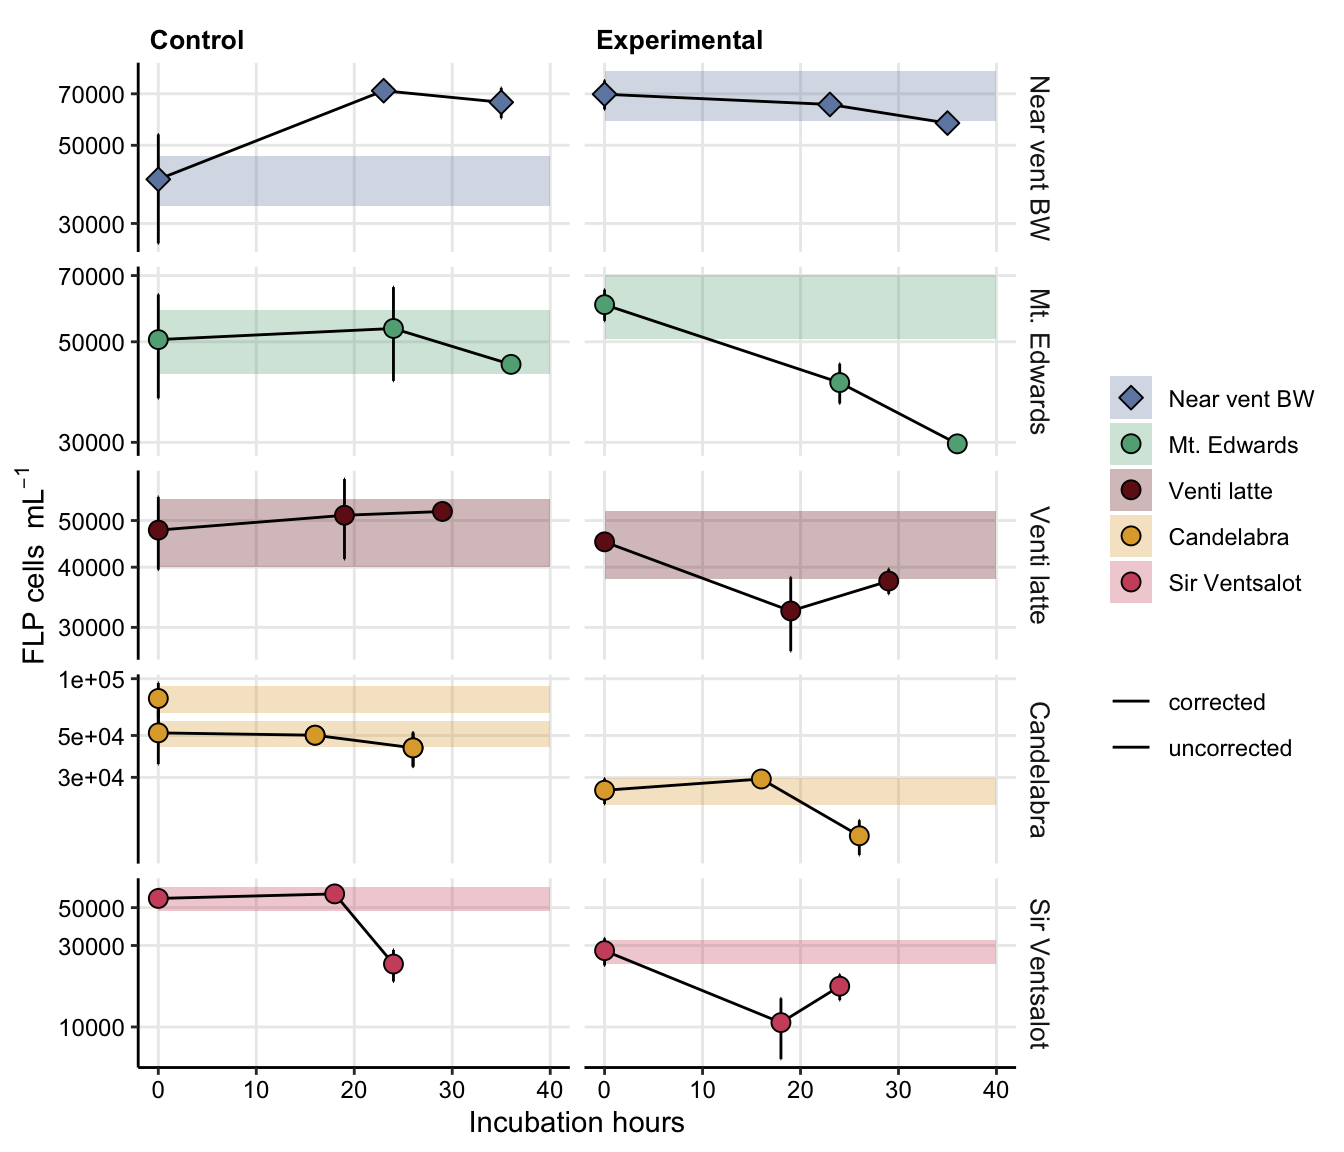 Control
Experimental
70000
50000
30000
Near vent BW
70000
50000
30000
Mt. Edwards
50000
40000
30000
Venti latte
1e+05
5e+04
3e+04
Candelabra
50000
30000
10000
Sir Ventsalot
0 10 20 30 40
0 10 20 30 40
Incubation hours
FLP cells mL⁻¹
Near vent BW
Mt. Edwards
Venti latte
Candelabra
Sir Ventsalot
corrected
uncorrected